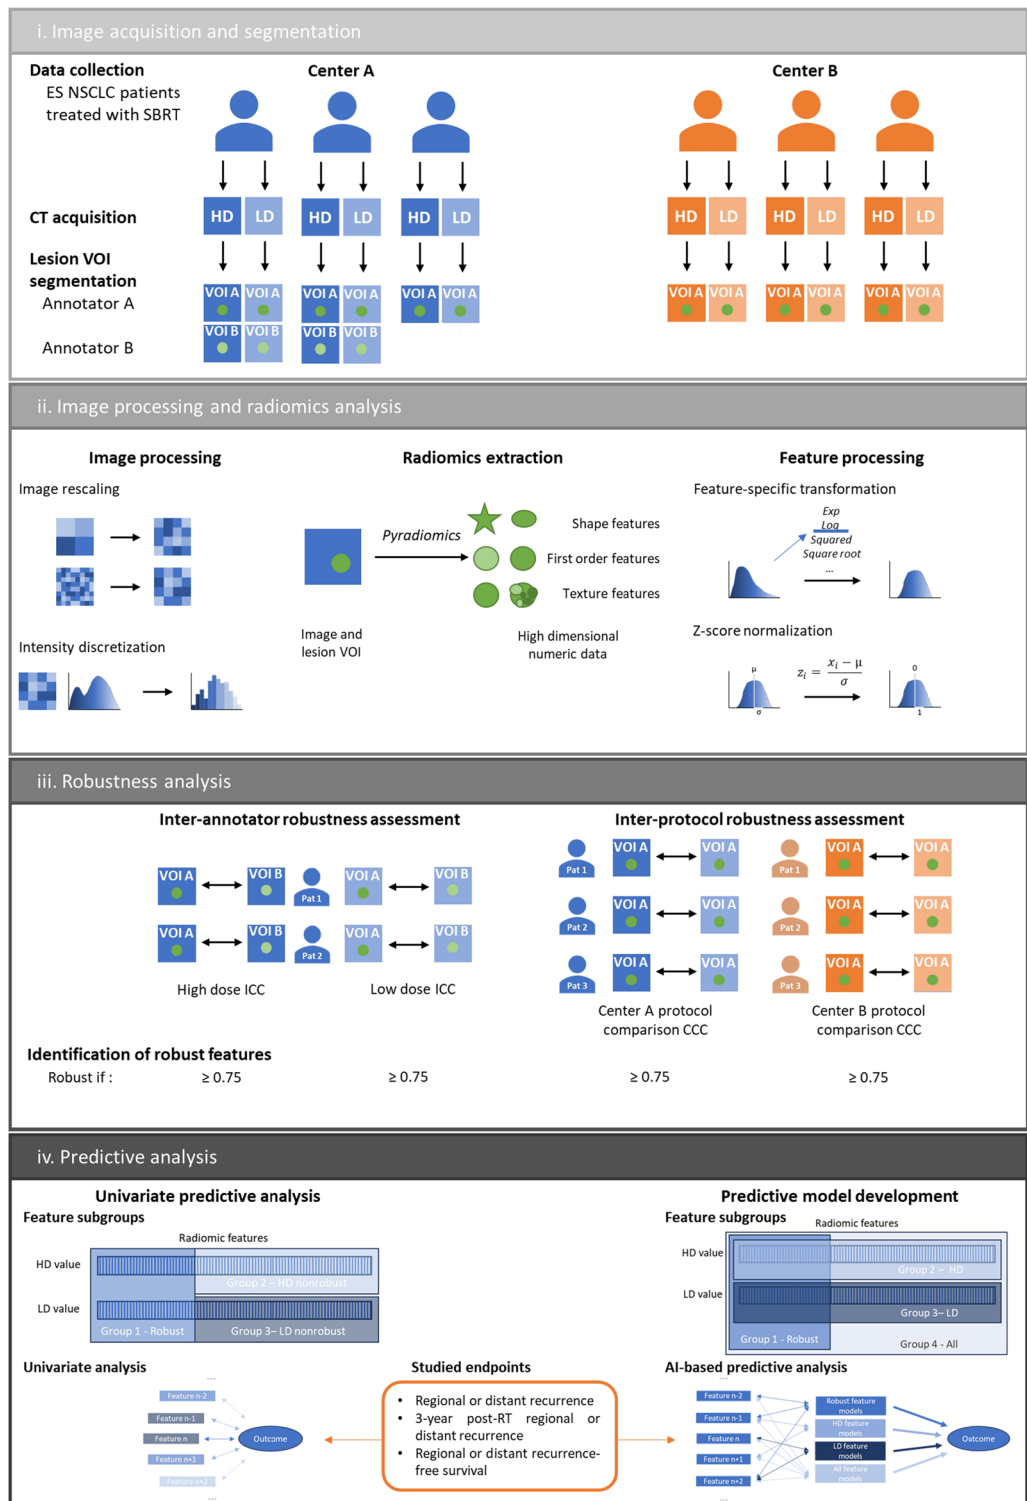 i. Image acquisition and segmentation
Data collection
ES NSCLC patients
treated with SBRT
Center A
Center B
CT acquisition
HD LD HD LD HD LD
HD LD HD LD HD LD
Lesion VOI
segmentation
Annotator A
VOI A VOI A VOI A VOI A VOI A VOI A
VOI A VOI A VOI A VOI A VOI A VOI A
Annotator B
VOI B VOI B VOI B VOI B
ii. Image processing and radiomics analysis
Image processing
Image rescaling
Intensity discretization
Radiomics extraction
Pyradiomics
Shape features
First order features
Texture features
Image and
lesion VOI
High dimensional
numeric data
Feature processing
Feature-specific transformation
Exp
Log
Squared
Square root
...
Z-score normalization
μ
σ
z_i = (x_i − μ) / σ
0
1
iii. Robustness analysis
Inter-annotator robustness assessment
VOI A VOI B Pat 1 VOI A VOI B
VOI A VOI B Pat 2 VOI A VOI B
High dose ICC
Low dose ICC
Inter-protocol robustness assessment
Pat 1 VOI A VOI A Pat 1 VOI A VOI A
Pat 2 VOI A VOI A Pat 2 VOI A VOI A
Pat 3 VOI A VOI A Pat 3 VOI A VOI A
Center A protocol
comparison CCC
Center B protocol
comparison CCC
Identification of robust features
Robust if : ≥ 0.75 ≥ 0.75 ≥ 0.75 ≥ 0.75
iv. Predictive analysis
Univariate predictive analysis
Feature subgroups
Radiomic features
HD value
Group 2 – HD nonrobust
LD value
Group 1 - Robust
Group 3– LD nonrobust
Univariate analysis
...
Feature n-2
Feature n-1
Feature n
Feature n+1
Feature n+2
...
Outcome
Studied endpoints
• Regional or distant recurrence
• 3-year post-RT regional or
distant recurrence
• Regional or distant recurrence-
free survival
Predictive model development
Feature subgroups
Radiomic features
HD value
Group 2 – HD
LD value
Group 3– LD
Group 1 - Robust
Group 4 - All
AI-based predictive analysis
...
Feature n-2
Feature n-1
Feature n
Feature n+1
Feature n+2
...
Robust feature
models
HD feature
models
LD feature
models
All feature
models
Outcome